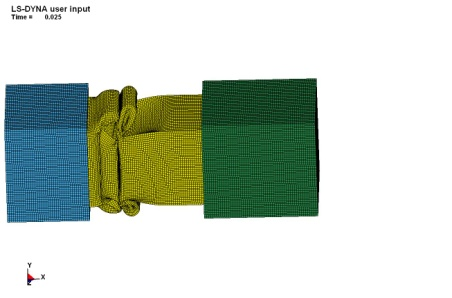 LS-DYNA user input
Time = 0.025
Y
X